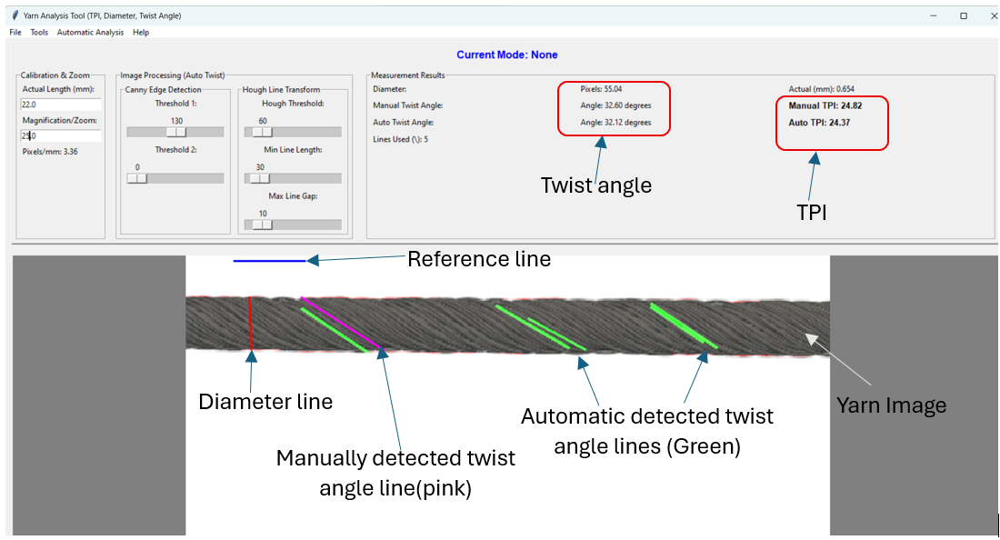 Yarn Analysis Tool (TPI, Diameter, Twist Angle)
File Tools Automatic Analysis Help
Current Mode: None
Calibration & Zoom
Actual Length (mm):
22.0
Magnification/Zoom:
25.0
Pixels/mm: 3.36
Image Processing (Auto Twist)
Canny Edge Detection
Threshold 1:
130
Threshold 2:
0
Hough Line Transform
Hough Threshold:
60
Min Line Length:
30
Max Line Gap:
10
Measurement Results
Diameter: Pixels: 55.04 Actual (mm): 0.654
Manual Twist Angle: Angle: 32.60 degrees Manual TPI: 24.82
Auto Twist Angle: Angle: 32.12 degrees Auto TPI: 24.37
Lines Used (\): 5
Twist angle
TPI
Reference line
Diameter line
Manually detected twist
angle line(pink)
Automatic detected twist
angle lines (Green)
Yarn Image